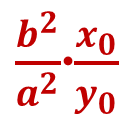 b²/a² · x₀/y₀